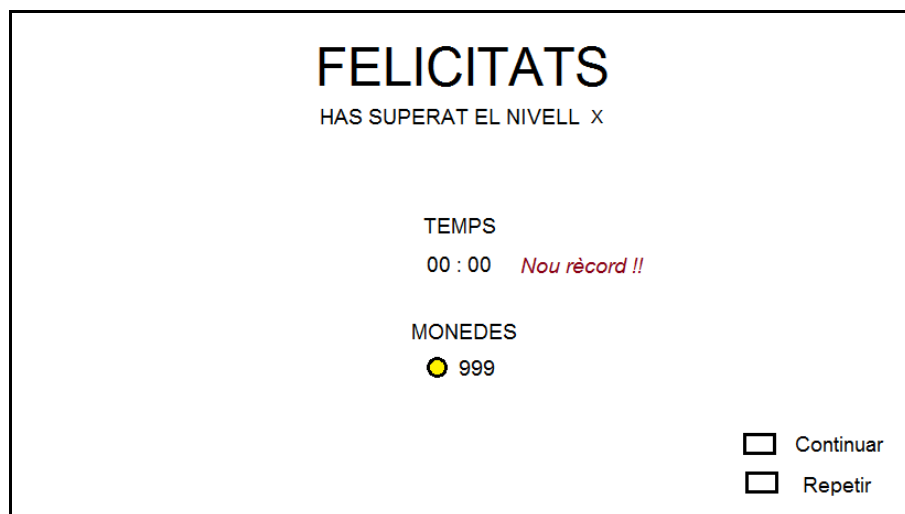 FELICITATS
HAS SUPERAT EL NIVELL X
TEMPS
00 : 00 Nou rècord !!
MONEDES
999
Continuar
Repetir